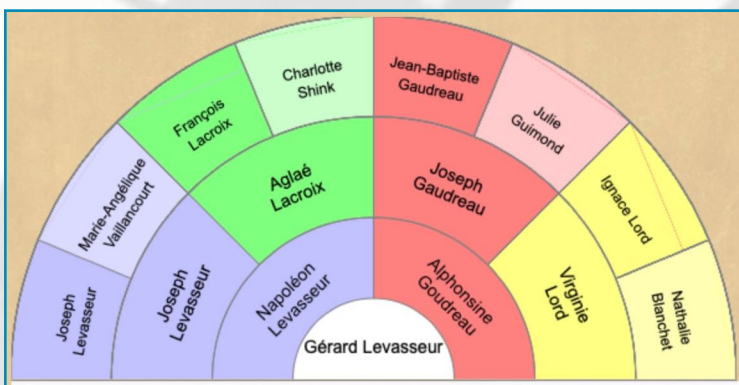 Charlotte
Shink
Jean-Baptiste
Gaudreau
François
Lacroix
Julie
Guimond
Marie-Angélique
Vaillancourt
Aglaé
Lacroix
Joseph
Gaudreau
Ignace Lord
Joseph
Levasseur
Joseph
Levasseur
Napoléon
Levasseur
Alphonsine
Goudreau
Virginie
Lord
Nathalie
Blanchet
Gérard Levasseur